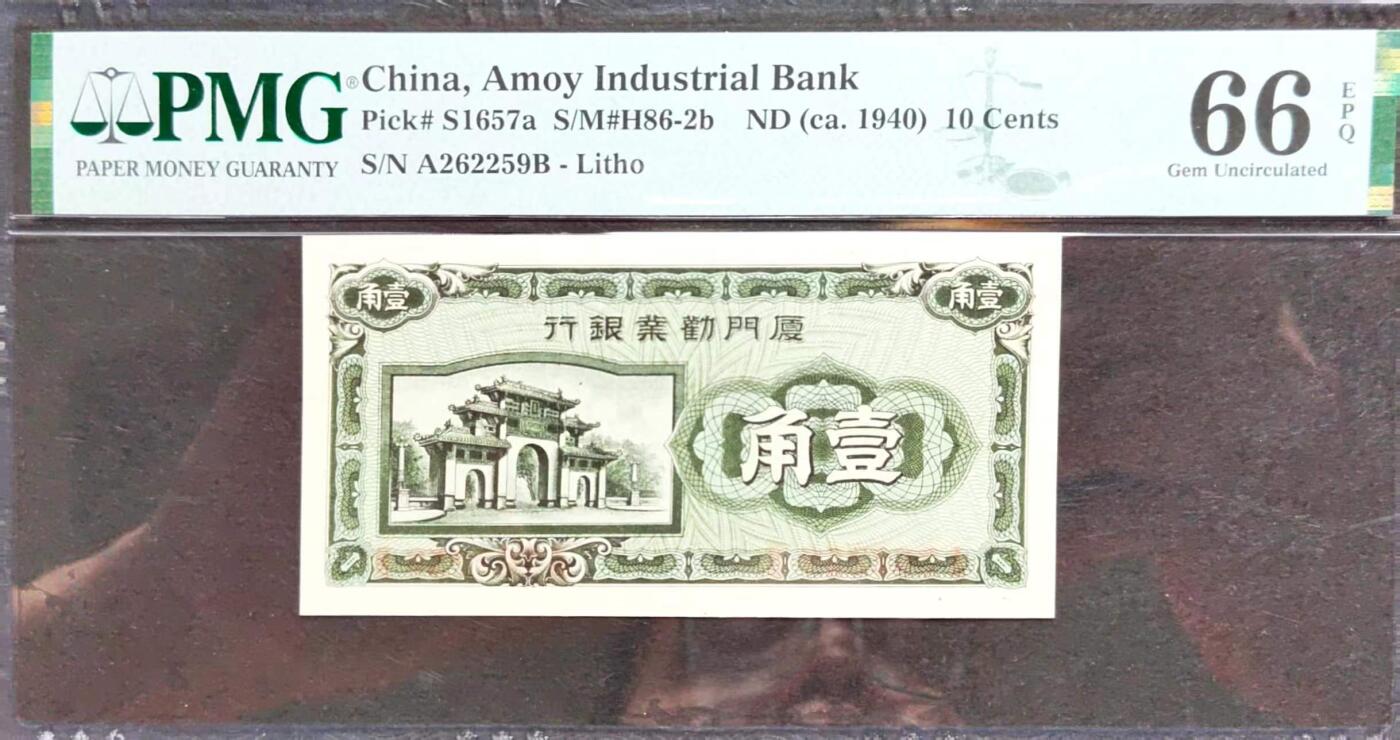 PMG®
PAPER MONEY GUARANTY
China, Amoy Industrial Bank
Pick# S1657a S/M#H86-2b ND (ca. 1940) 10 Cents
S/N A262259B - Litho
66
EPQ
Gem Uncirculated
角壹
角壹
行銀業勸門廈
角壹